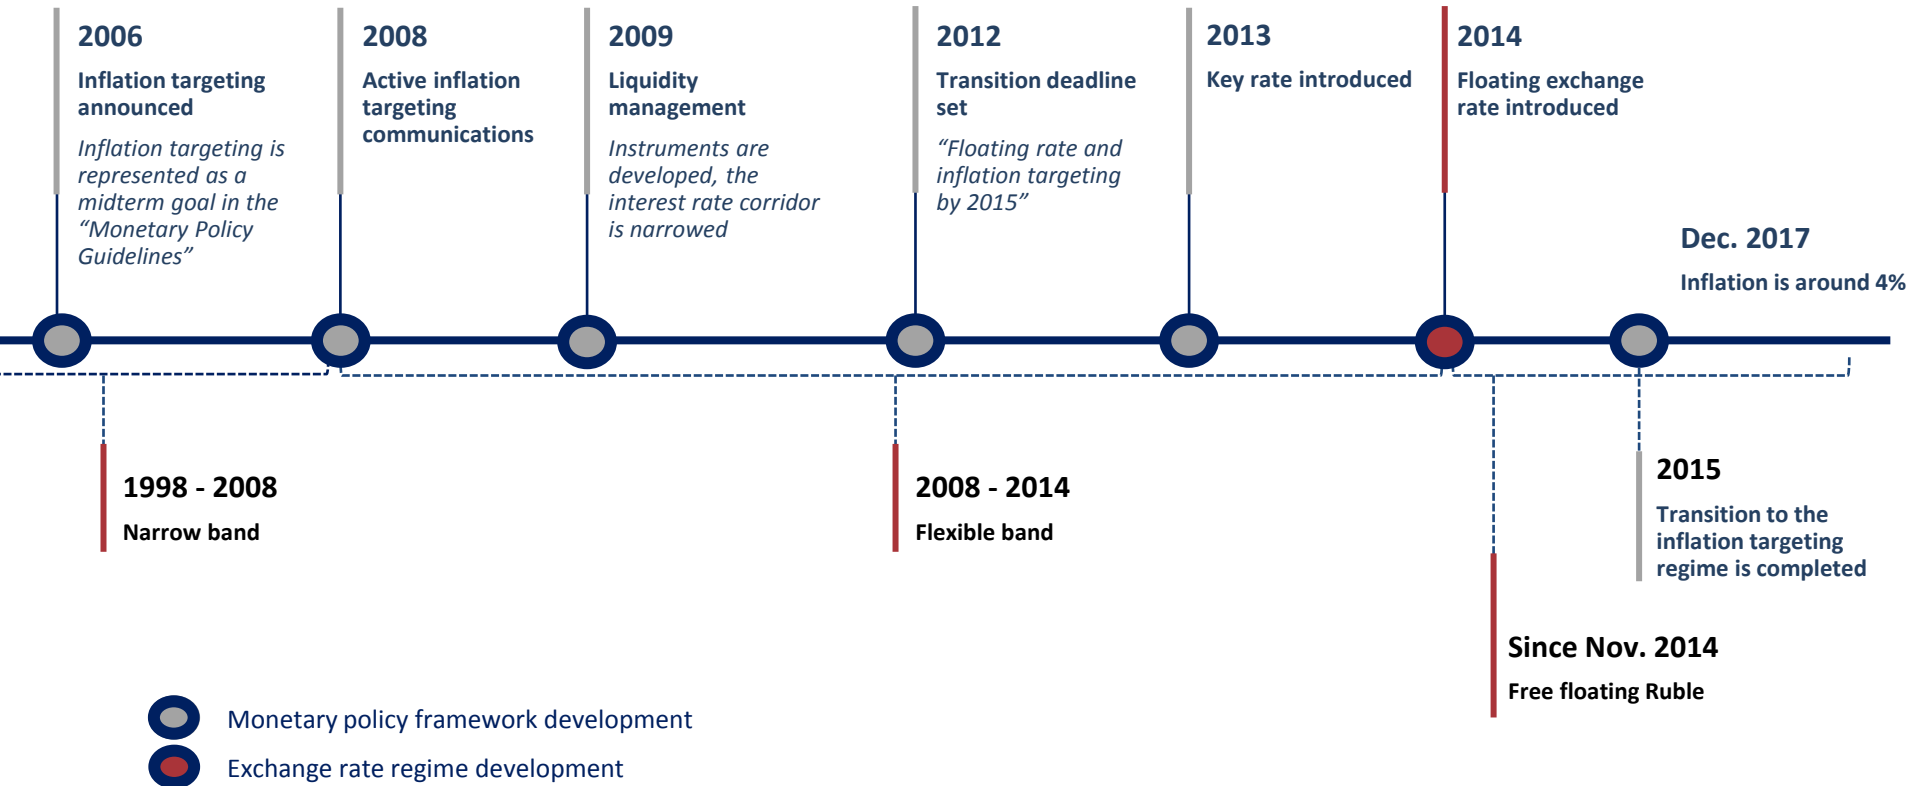 2006
Inflation targeting
announced
Inflation targeting is
represented as a
midterm goal in the
“Monetary Policy
Guidelines”
2008
Active inflation
targeting
communications
2009
Liquidity
management
Instruments are
developed, the
interest rate corridor
is narrowed
2012
Transition deadline
set
“Floating rate and
inflation targeting
by 2015”
2013
Key rate introduced
2014
Floating exchange
rate introduced
Dec. 2017
Inflation is around 4%
1998 - 2008
Narrow band
2008 - 2014
Flexible band
2015
Transition to the
inflation targeting
regime is completed
Since Nov. 2014
Free floating Ruble
Monetary policy framework development
Exchange rate regime development